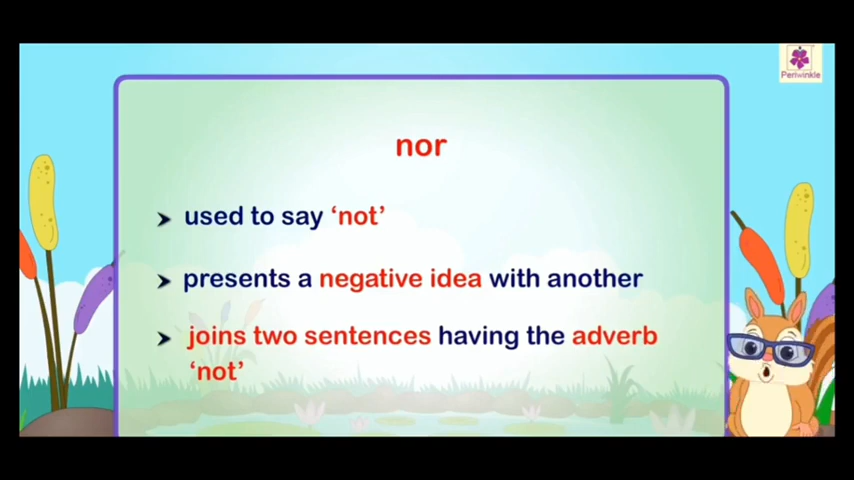 Periwinkle
nor
➤ used to say ‘not’
➤ presents a negative idea with another
➤ joins two sentences having the adverb
‘not’